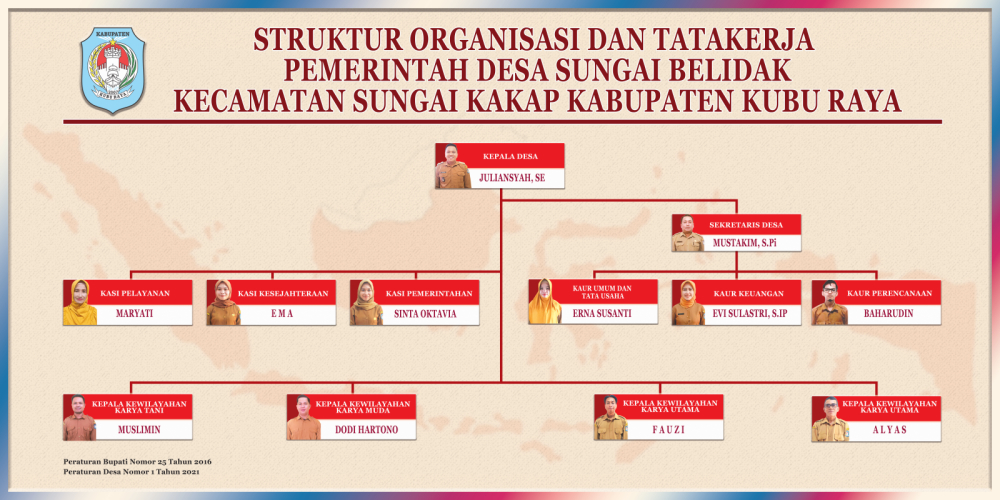 KABUPATEN
KUBU RAYA
STRUKTUR ORGANISASI DAN TATAKERJA
PEMERINTAH DESA SUNGAI BELIDAK
KECAMATAN SUNGAI KAKAP KABUPATEN KUBU RAYA
KEPALA DESA
JULIANSYAH, SE
SEKRETARIS DESA
MUSTAKIM, S.Pi
KASI PELAYANAN
MARYATI
KASI KESEJAHTERAAN
E M A
KASI PEMERINTAHAN
SINTA OKTAVIA
KAUR UMUM DAN
TATA USAHA
ERNA SUSANTI
KAUR KEUANGAN
EVI SULASTRI, S.IP
KAUR PERENCANAAN
BAHARUDIN
KEPALA KEWILAYAHAN
KARYA TANI
MUSLIMIN
KEPALA KEWILAYAHAN
KARYA MUDA
DODI HARTONO
KEPALA KEWILAYAHAN
KARYA UTAMA
F A U Z I
KEPALA KEWILAYAHAN
KARYA UTAMA
A L Y A S
Peraturan Bupati Nomor 25 Tahun 2016
Peraturan Desa Nomor 1 Tahun 2021